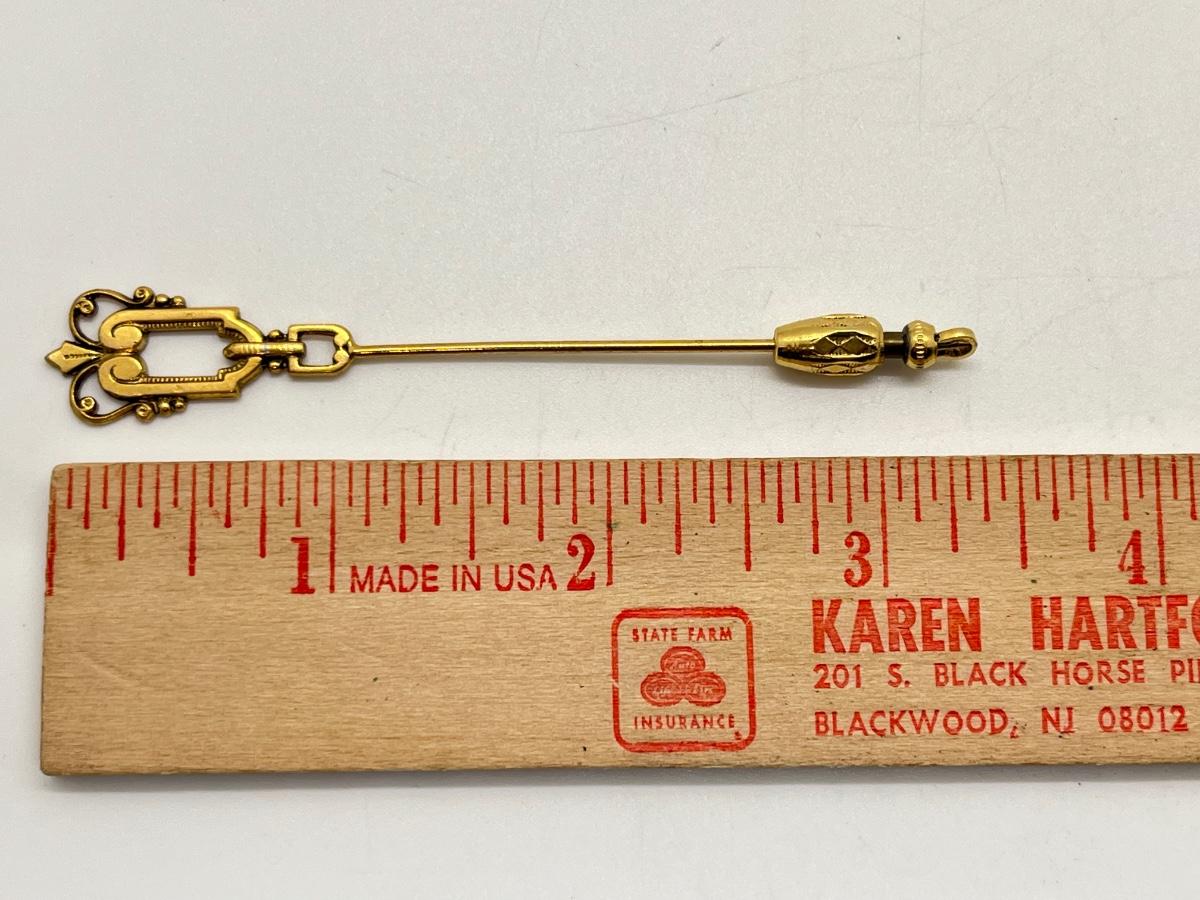 1 MADE IN USA 2 3 4
STATE FARM
INSURANCE
KAREN HARTF
201 S. BLACK HORSE PI
BLACKWOOD, NJ 08012